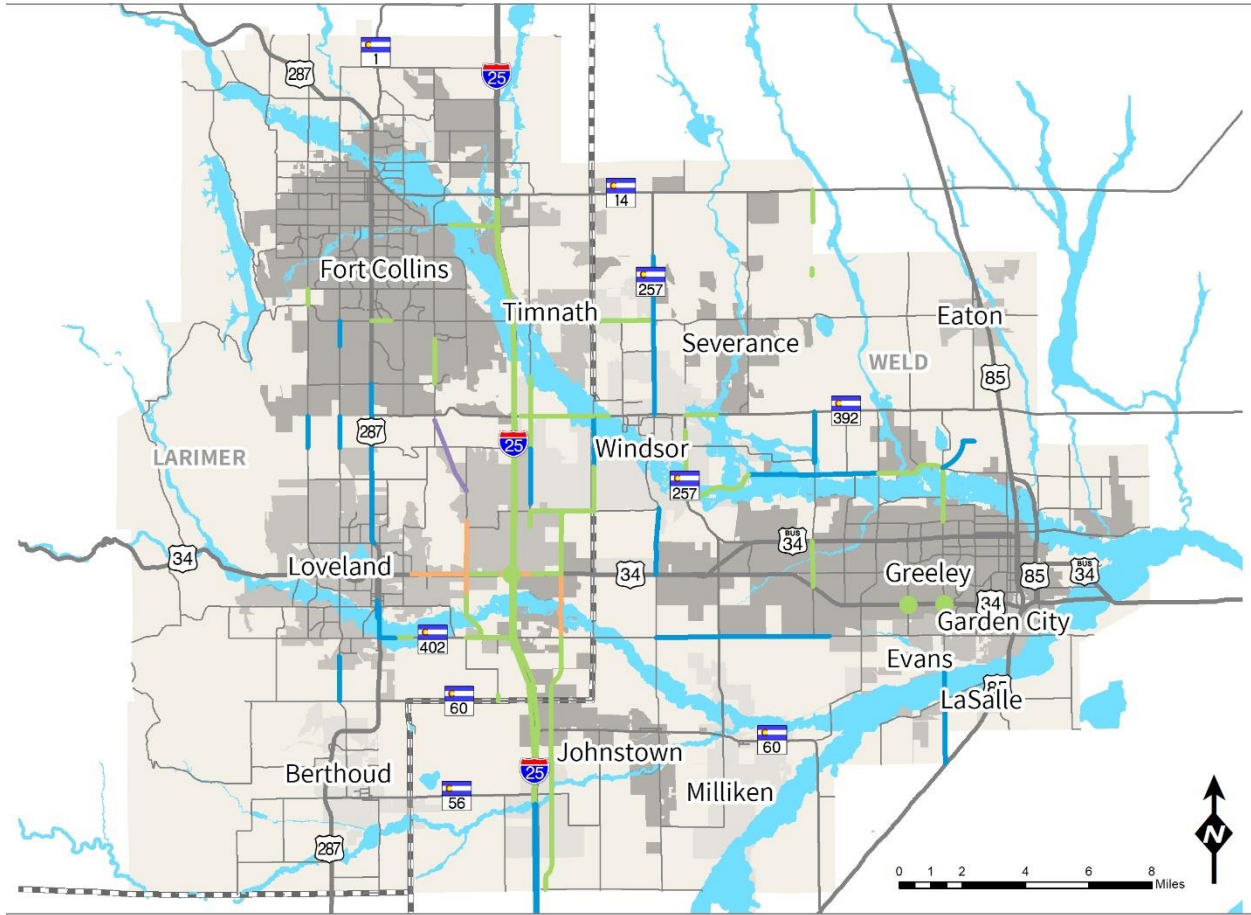 1
287
25
14
Fort Collins
257
Timnath
Eaton
Severance
WELD
85
392
287
25
Windsor
LARIMER
257
BUS
34
34
Loveland
34
Greeley
85
BUS
34
34
Garden City
402
Evans
85
LaSalle
60
60
Johnstown
25
Berthoud
56
Milliken
287
N
0 1 2 4 6 8
Miles